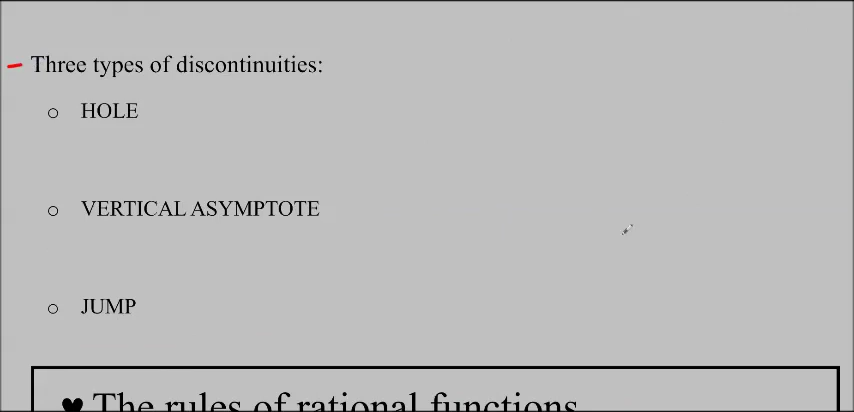 Three types of discontinuities:
HOLE
VERTICAL ASYMPTOTE
JUMP
The rules of rational functions